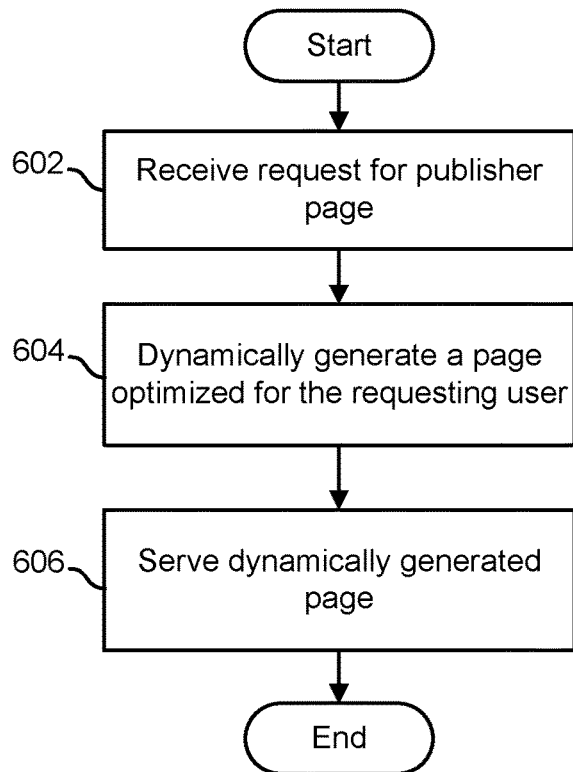 Start
602
Receive request for publisher
page
604
Dynamically generate a page
optimized for the requesting user
606
Serve dynamically generated
page
End